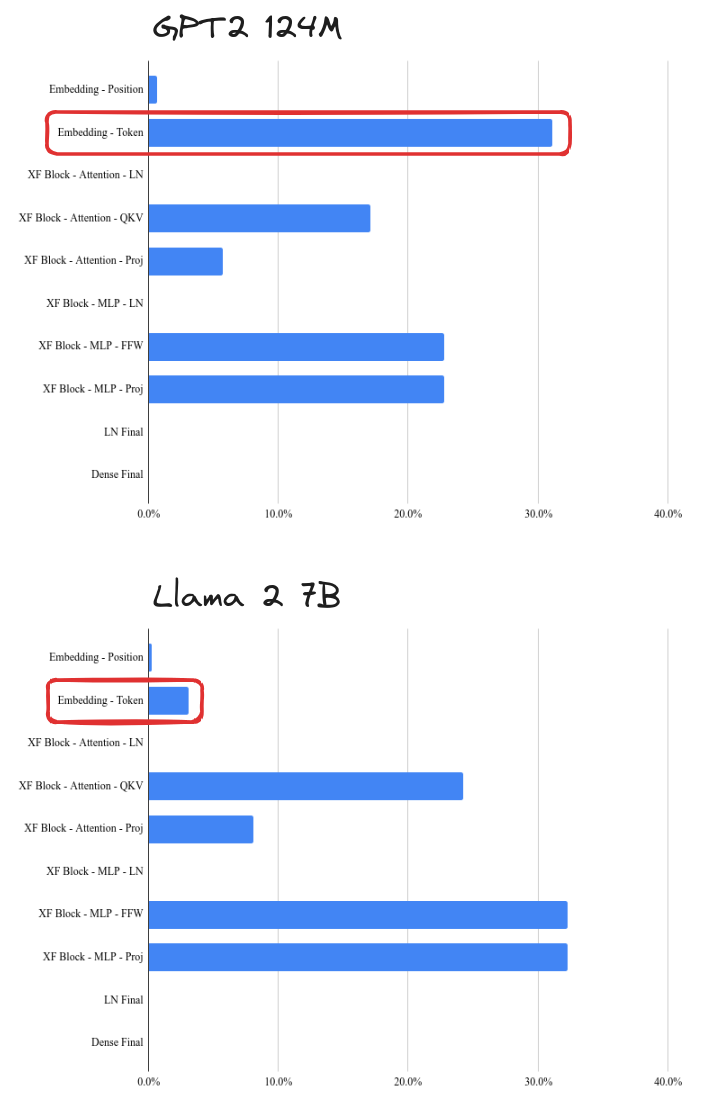 GPT2 124M
Embedding - Position
Embedding - Token
XF Block - Attention - LN
XF Block - Attention - QKV
XF Block - Attention - Proj
XF Block - MLP - LN
XF Block - MLP - FFW
XF Block - MLP - Proj
LN Final
Dense Final
0.0% 10.0% 20.0% 30.0% 40.0%
Llama 2 7B
Embedding - Position
Embedding - Token
XF Block - Attention - LN
XF Block - Attention - QKV
XF Block - Attention - Proj
XF Block - MLP - LN
XF Block - MLP - FFW
XF Block - MLP - Proj
LN Final
Dense Final
0.0% 10.0% 20.0% 30.0% 40.0%